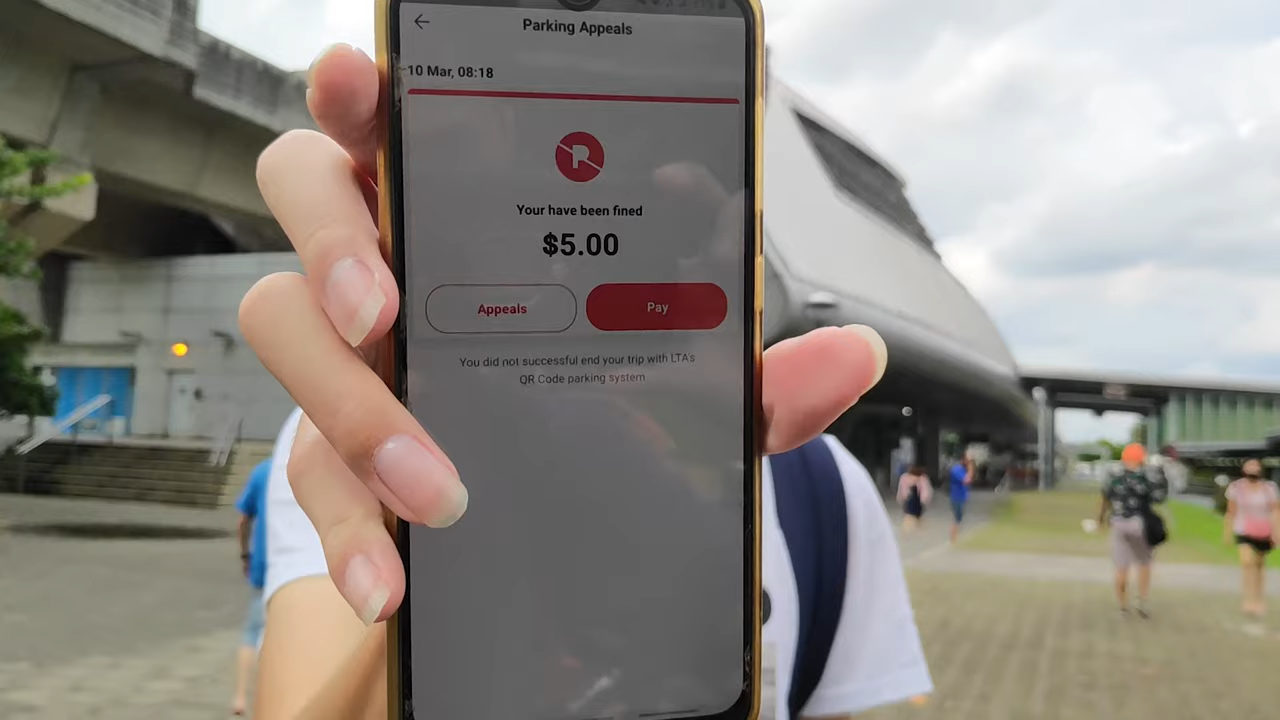 Parking Appeals
10 Mar, 08:18
Your have been fined
$5.00
Appeals
Pay
You did not successful end your trip with LTA's
QR Code parking system